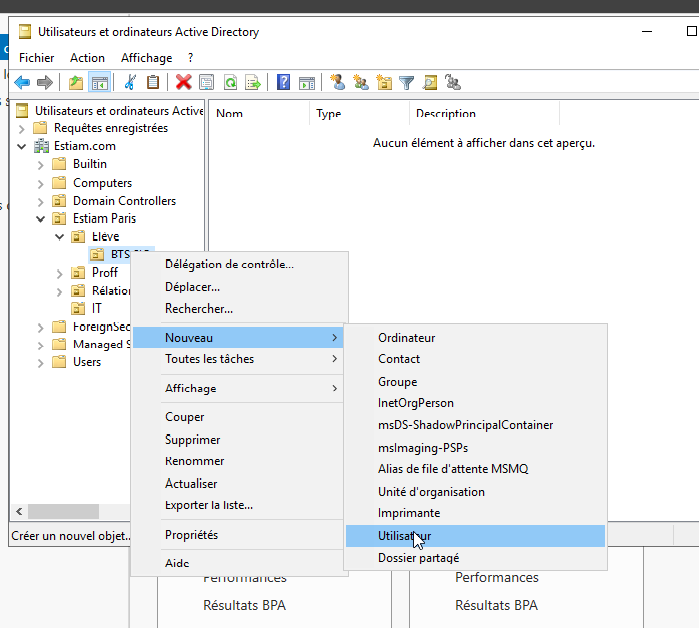 Utilisateurs et ordinateurs Active Directory
Fichier Action Affichage ?
Utilisateurs et ordinateurs Active
Requêtes enregistrées
Estiam.com
Builtin
Computers
Domain Controllers
Estiam Paris
Elève
BTS
Proff
Rélation
IT
ForeignSec
Managed S
Users
Nom Type Description
Aucun élément à afficher dans cet aperçu.
Délégation de contrôle...
Déplacer...
Rechercher...
Nouveau
Toutes les tâches
Affichage
Couper
Supprimer
Renommer
Actualiser
Exporter la liste...
Propriétés
Aide
Ordinateur
Contact
Groupe
InetOrgPerson
msDS-ShadowPrincipalContainer
msImaging-PSPs
Alias de file d'attente MSMQ
Unité d'organisation
Imprimante
Utilisateur
Dossier partagé
Créer un nouvel objet...
Performances
Résultats BPA
Performances
Résultats BPA